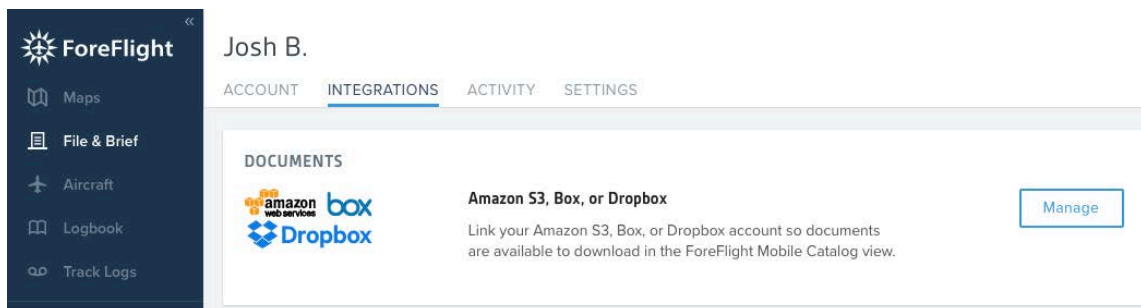 «
ForeFlight
Maps
File & Brief
Aircraft
Logbook
Track Logs
Josh B.
ACCOUNT INTEGRATIONS ACTIVITY SETTINGS
DOCUMENTS
amazon
web services
box
Dropbox
Amazon S3, Box, or Dropbox
Link your Amazon S3, Box, or Dropbox account so documents
are available to download in the ForeFlight Mobile Catalog view.
Manage